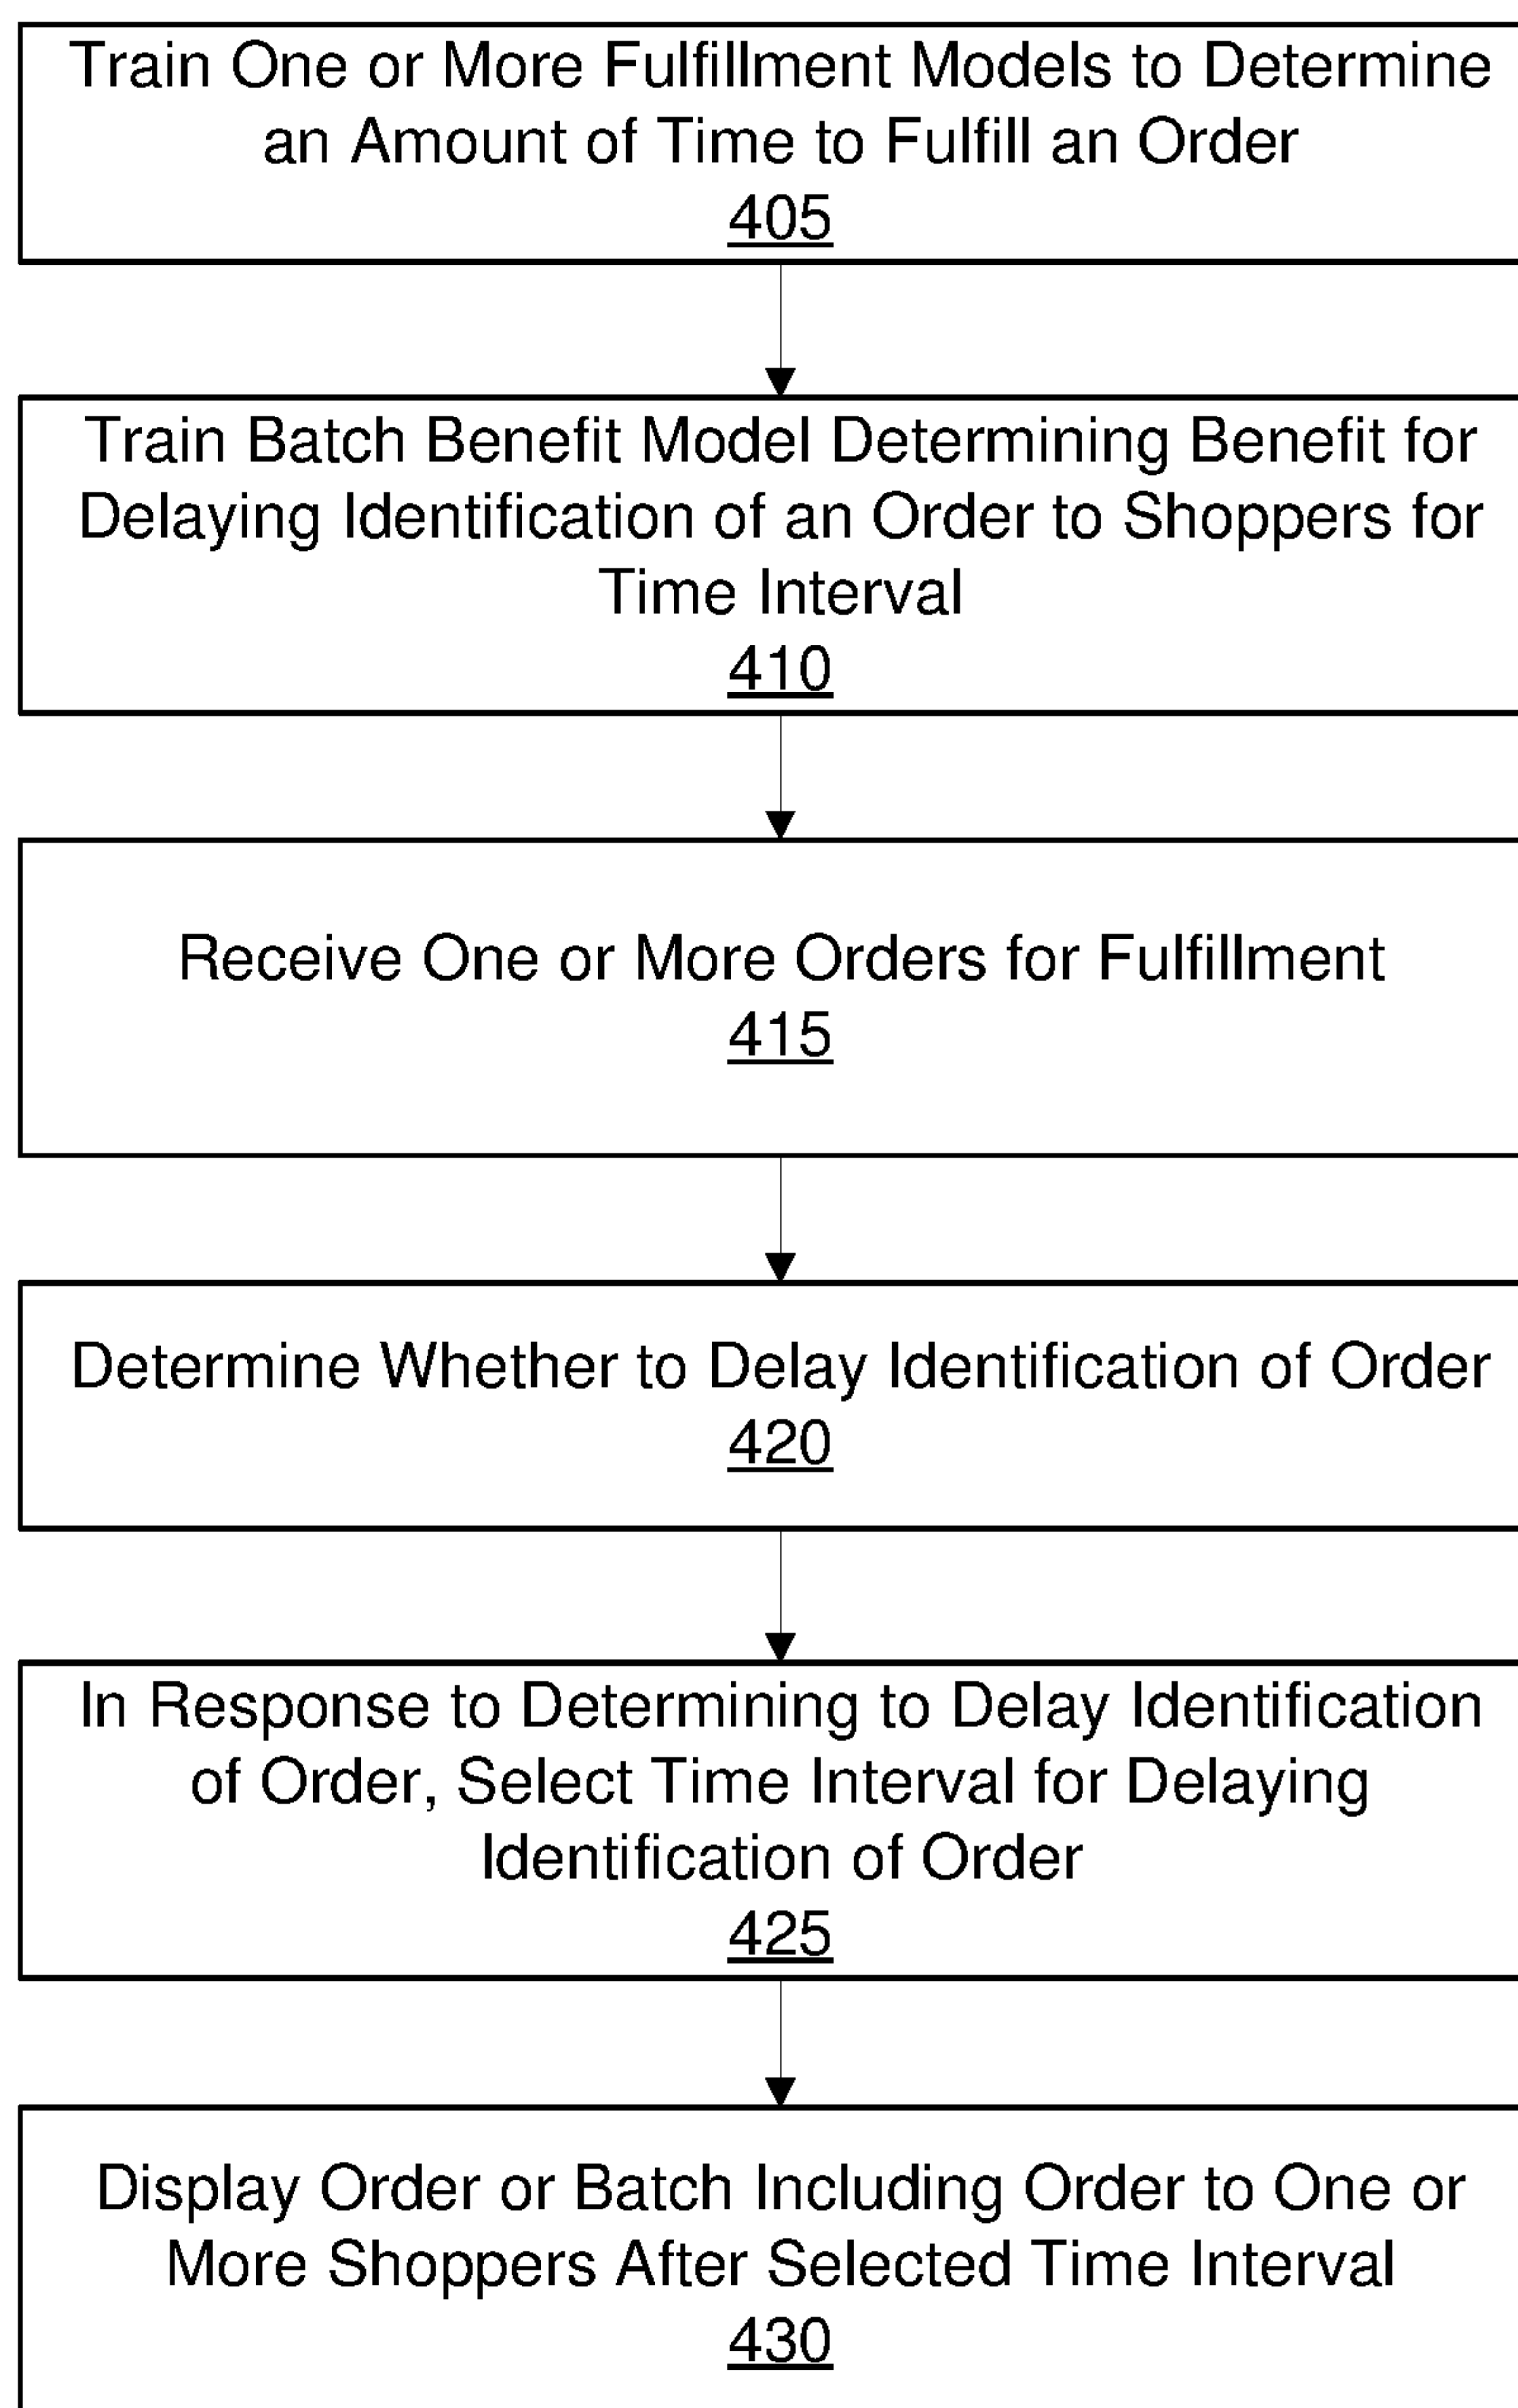 Train One or More Fulfillment Models to Determine
an Amount of Time to Fulfill an Order
405
Train Batch Benefit Model Determining Benefit for
Delaying Identification of an Order to Shoppers for
Time Interval
410
Receive One or More Orders for Fulfillment
415
Determine Whether to Delay Identification of Order
420
In Response to Determining to Delay Identification
of Order, Select Time Interval for Delaying
Identification of Order
425
Display Order or Batch Including Order to One or
More Shoppers After Selected Time Interval
430